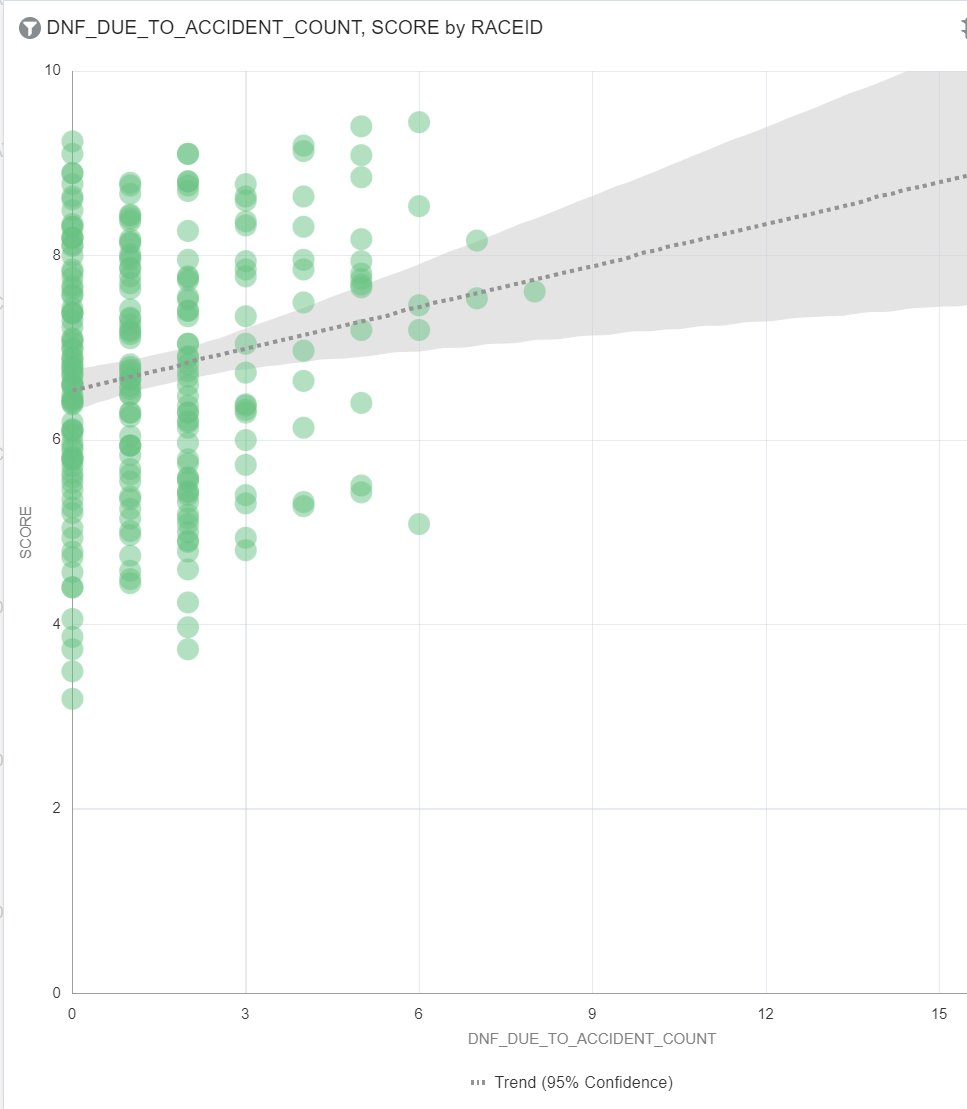 DNF_DUE_TO_ACCIDENT_COUNT, SCORE by RACEID
10
8
6
4
2
0
SCORE
0 3 6 9 12 15
DNF_DUE_TO_ACCIDENT_COUNT
Trend (95% Confidence)